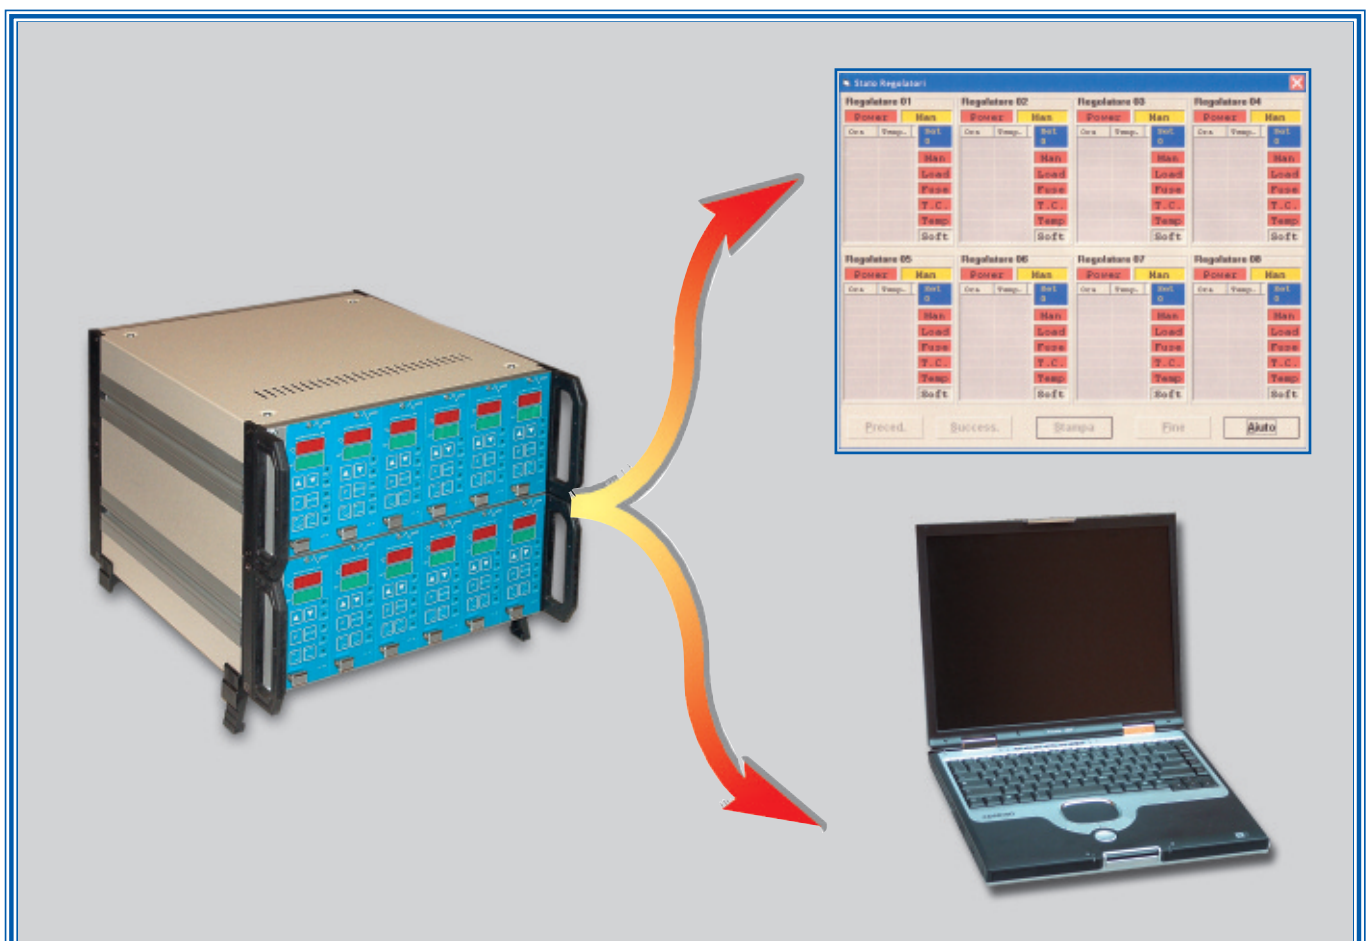 Stato Regolatori
Regolatore 01 Regolatore 02 Regolatore 03 Regolatore 04
Power Man Power Man Power Man Power Man
Ora Temp. Set Ora Temp. Set Ora Temp. Set Ora Temp. Set
0 0 0 0
Man Man Man Man
Load Load Load Load
Fuse Fuse Fuse Fuse
T.C. T.C. T.C. T.C.
Temp Temp Temp Temp
Soft Soft Soft Soft
Regolatore 05 Regolatore 06 Regolatore 07 Regolatore 08
Power Man Power Man Power Man Power Man
Ora Temp. Set Ora Temp. Set Ora Temp. Set Ora Temp. Set
0 0 0 0
Man Man Man Man
Load Load Load Load
Fuse Fuse Fuse Fuse
T.C. T.C. T.C. T.C.
Temp Temp Temp Temp
Soft Soft Soft Soft
Preced. Success. Stampa Fine Aiuto